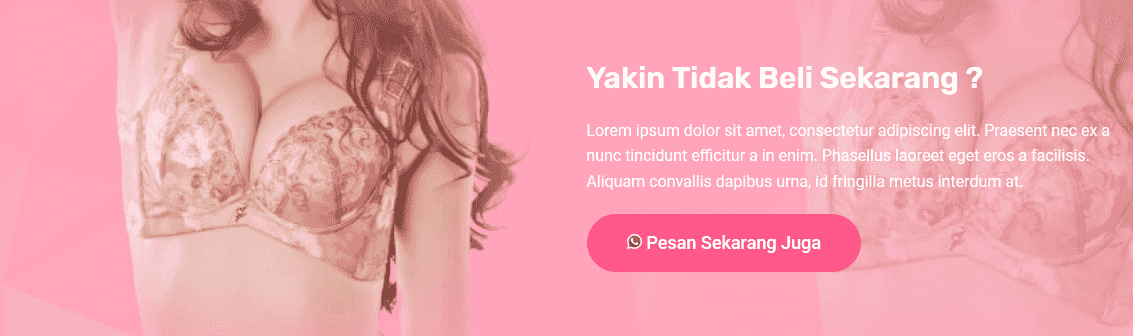 Yakin Tidak Beli Sekarang ?
Lorem ipsum dolor sit amet, consectetur adipiscing elit. Praesent nec ex a
nunc tincidunt efficitur a in enim. Phasellus laoreet eget eros a facilisis.
Aliquam convallis dapibus urna, id fringilla metus interdum at.
Pesan Sekarang Juga